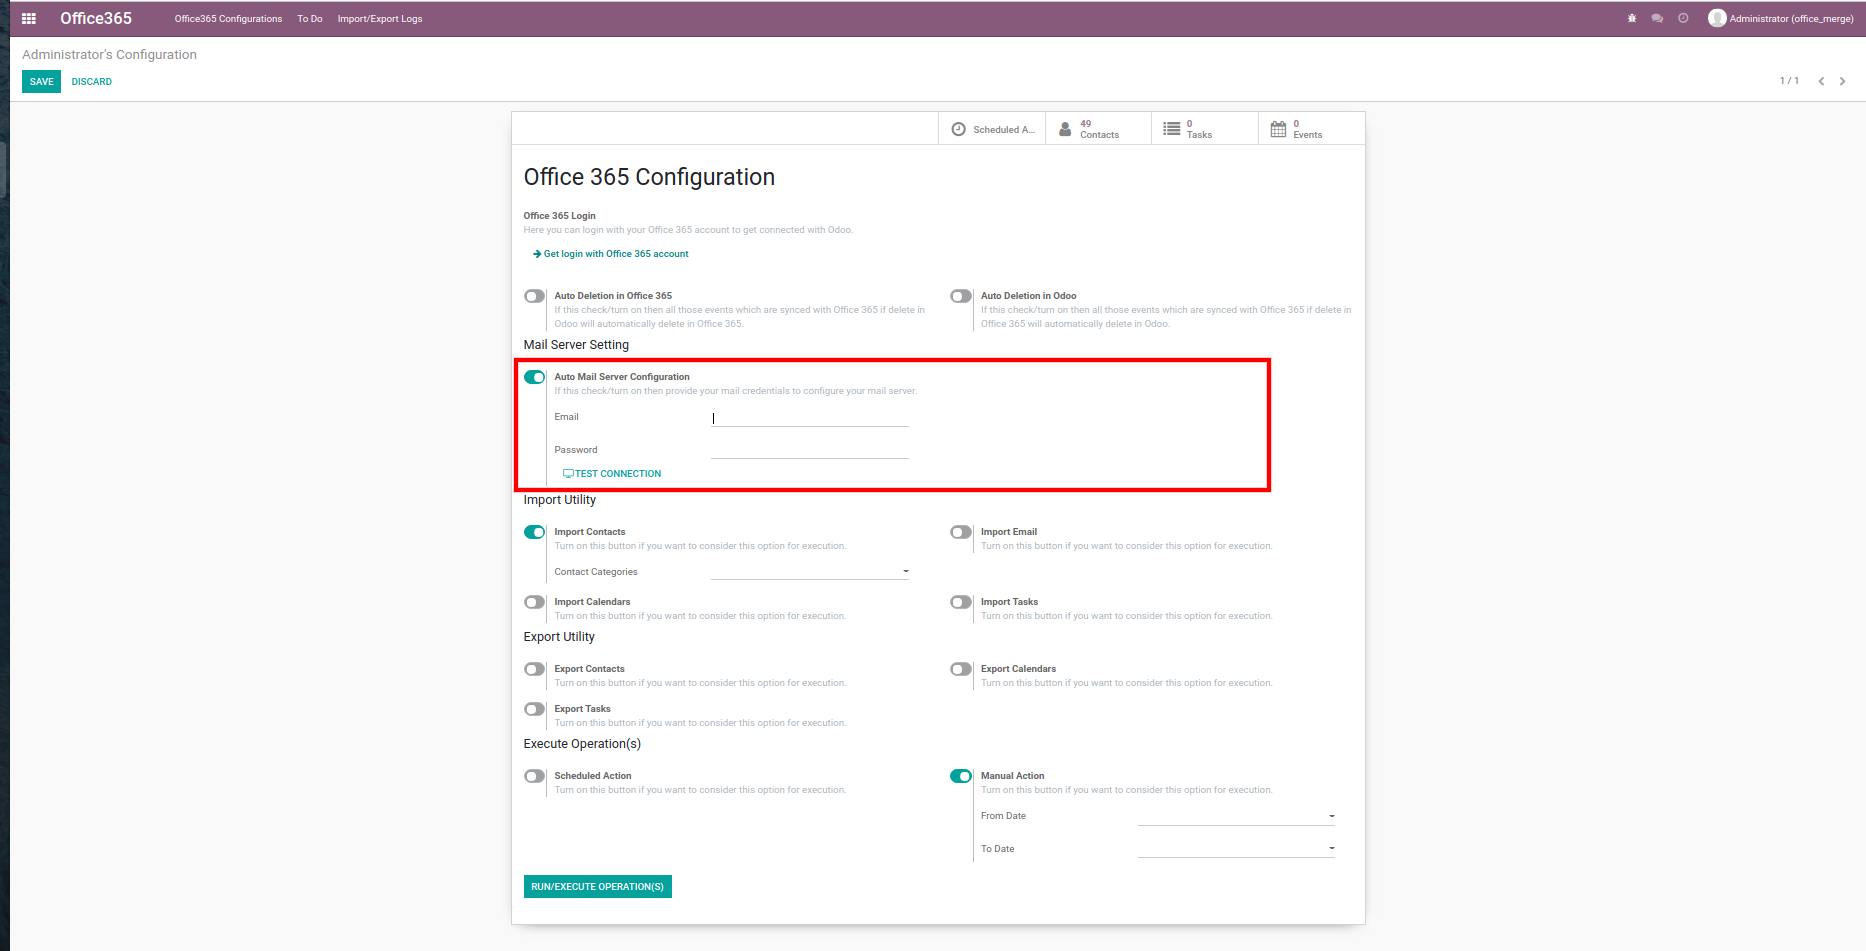 Office365 Office365 Configurations To Do Import/Export Logs Administrator (office_merge)
Administrator's Configuration
SAVE DISCARD 1 / 1
Scheduled A... 49 Contacts 0 Tasks 0 Events
Office 365 Configuration
Office 365 Login
Here you can login with your Office 365 account to get connected with Odoo.
Get login with Office 365 account
Auto Deletion in Office 365
If this check/turn on then all those events which are synced with Office 365 if delete in
Odoo will automatically delete in Office 365.
Auto Deletion in Odoo
If this check/turn on then all those events which are synced with Office 365 if delete in
Office 365 will automatically delete in Odoo.
Mail Server Setting
Auto Mail Server Configuration
If this check/turn on then provide your mail credentials to configure your mail server.
Email
Password
TEST CONNECTION
Import Utility
Import Contacts
Turn on this button if you want to consider this option for execution.
Contact Categories
Import Email
Turn on this button if you want to consider this option for execution.
Import Calendars
Turn on this button if you want to consider this option for execution.
Import Tasks
Turn on this button if you want to consider this option for execution.
Export Utility
Export Contacts
Turn on this button if you want to consider this option for execution.
Export Calendars
Turn on this button if you want to consider this option for execution.
Export Tasks
Turn on this button if you want to consider this option for execution.
Execute Operation(s)
Scheduled Action
Turn on this button if you want to consider this option for execution.
Manual Action
Turn on this button if you want to consider this option for execution.
From Date
To Date
RUN/EXECUTE OPERATION(S)